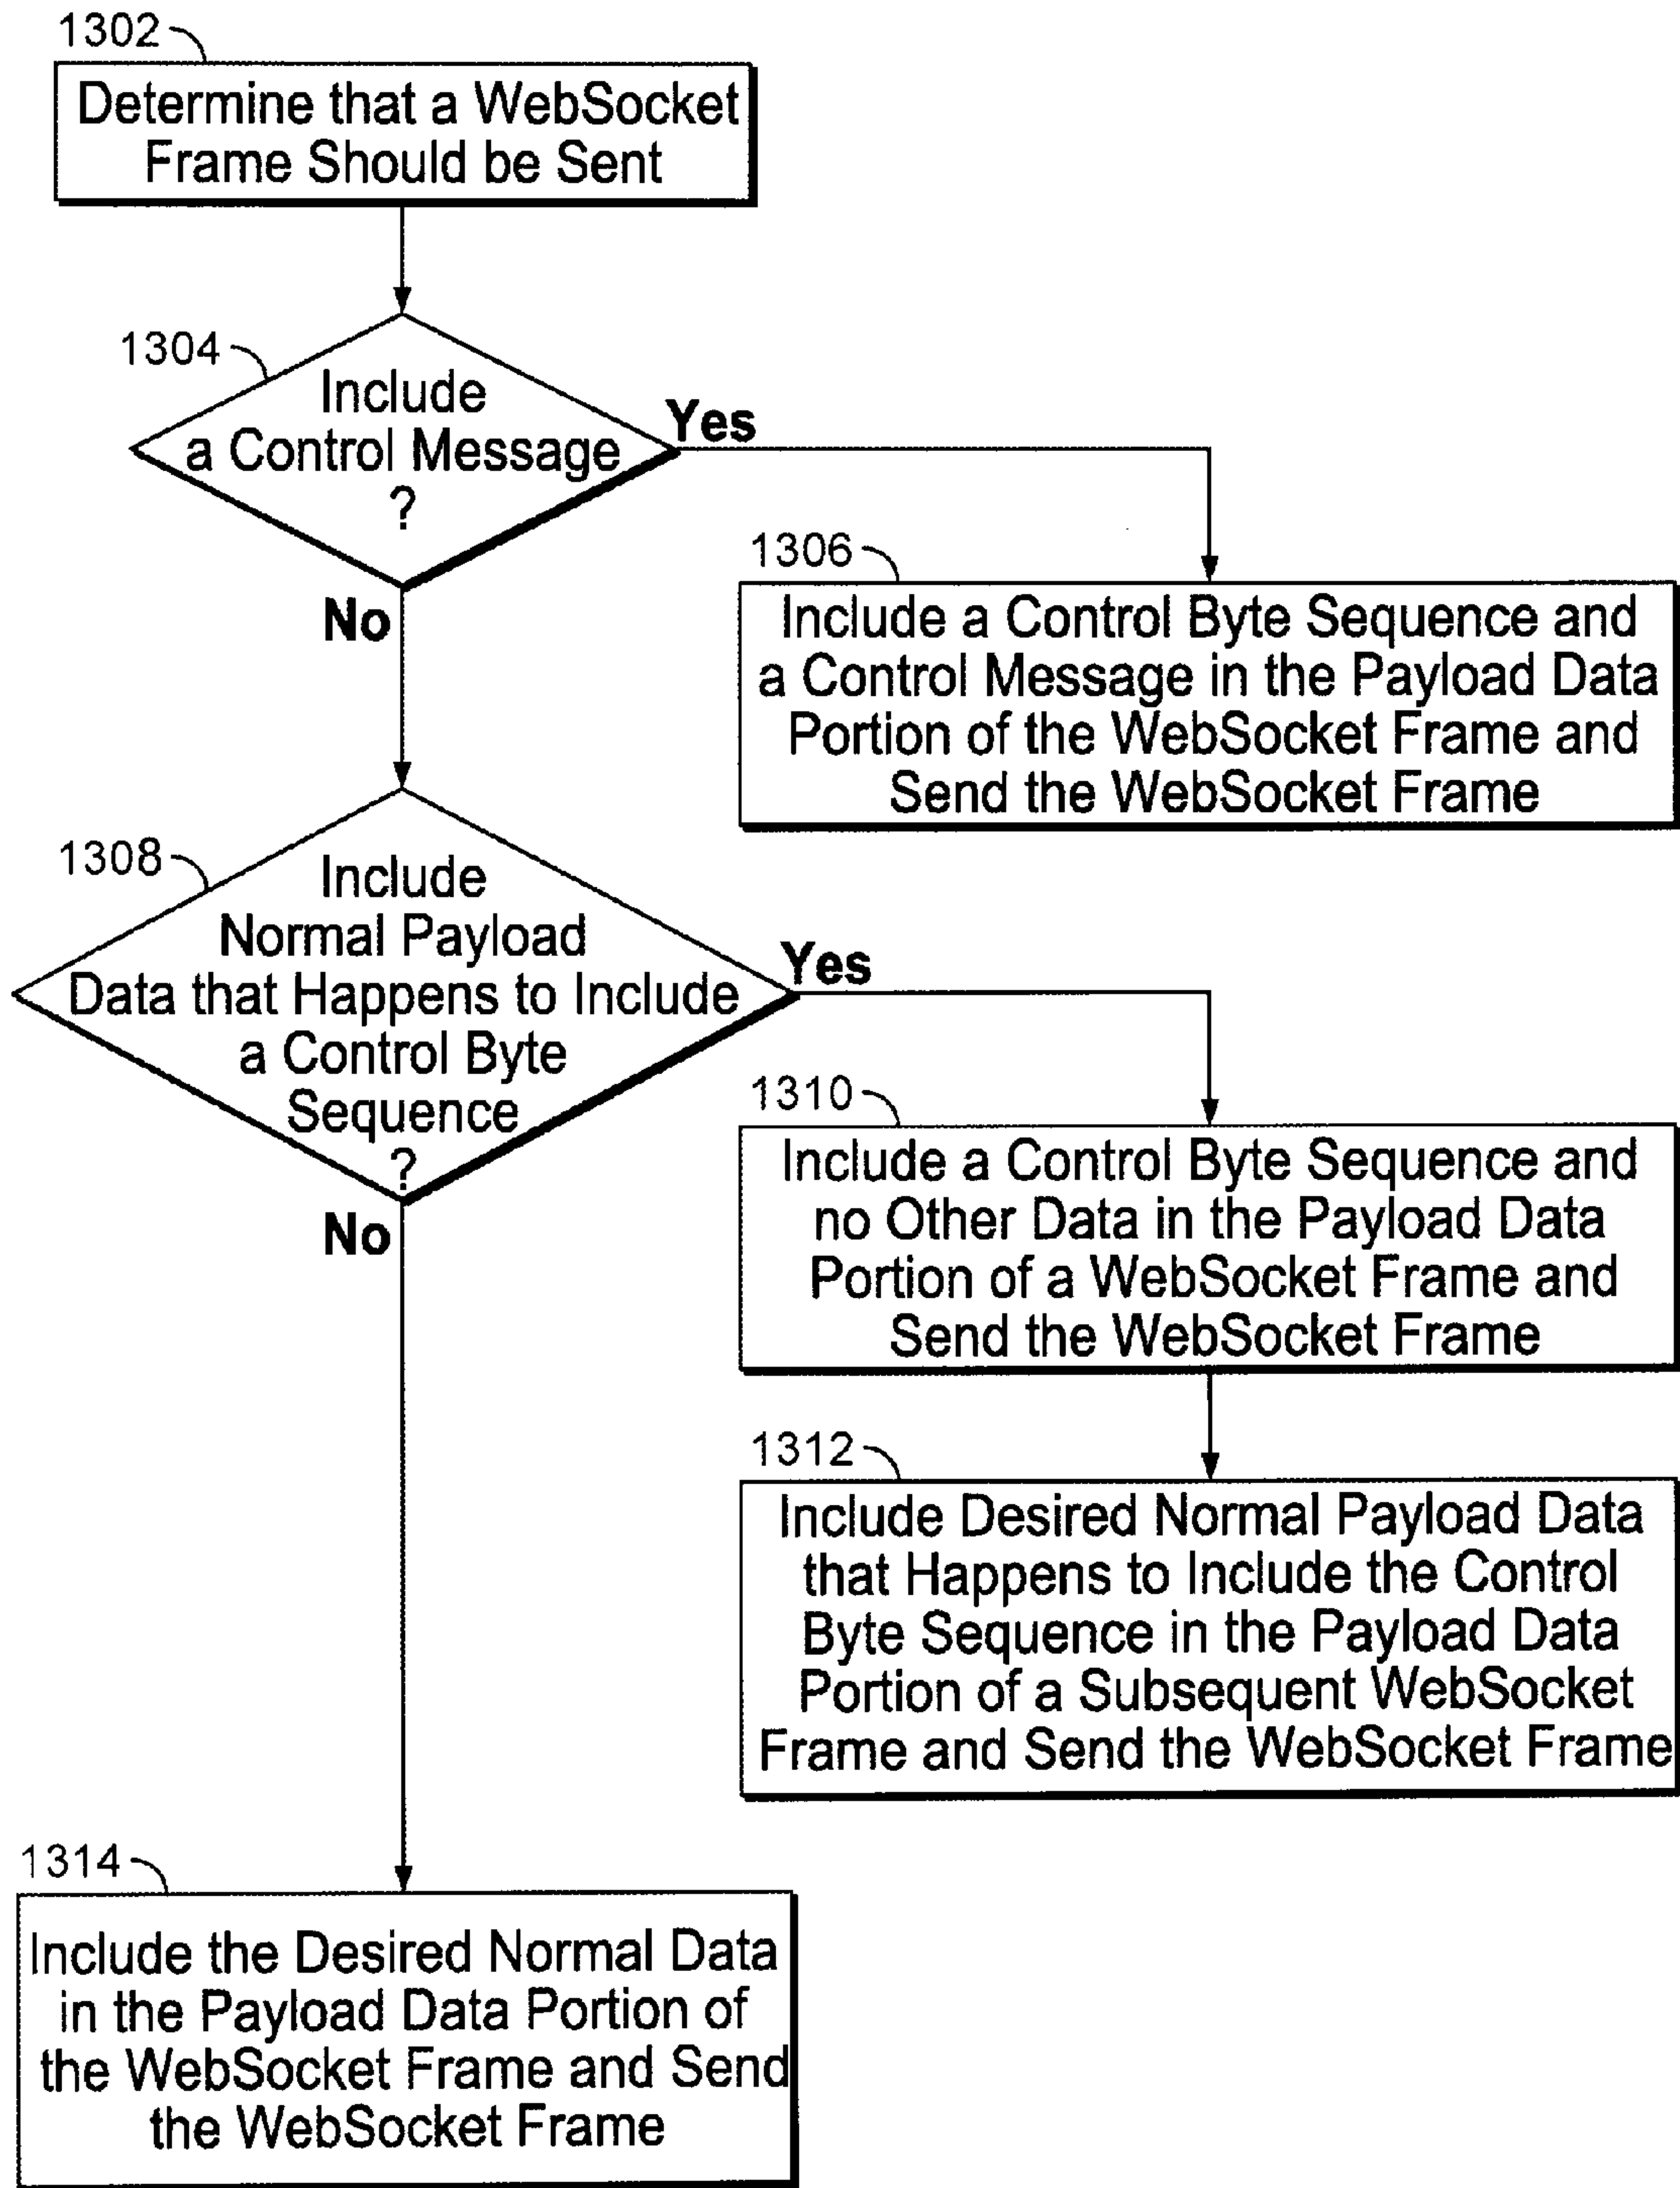 1302
Determine that a WebSocket
Frame Should be Sent
1304
Include
a Control Message
?
Yes
No
1306
Include a Control Byte Sequence and
a Control Message in the Payload Data
Portion of the WebSocket Frame and
Send the WebSocket Frame
1308
Include
Normal Payload
Data that Happens to Include
a Control Byte
Sequence
?
Yes
No
1310
Include a Control Byte Sequence and
no Other Data in the Payload Data
Portion of a WebSocket Frame and
Send the WebSocket Frame
1312
Include Desired Normal Payload Data
that Happens to Include the Control
Byte Sequence in the Payload Data
Portion of a Subsequent WebSocket
Frame and Send the WebSocket Frame
1314
Include the Desired Normal Data
in the Payload Data Portion of
the WebSocket Frame and Send
the WebSocket Frame